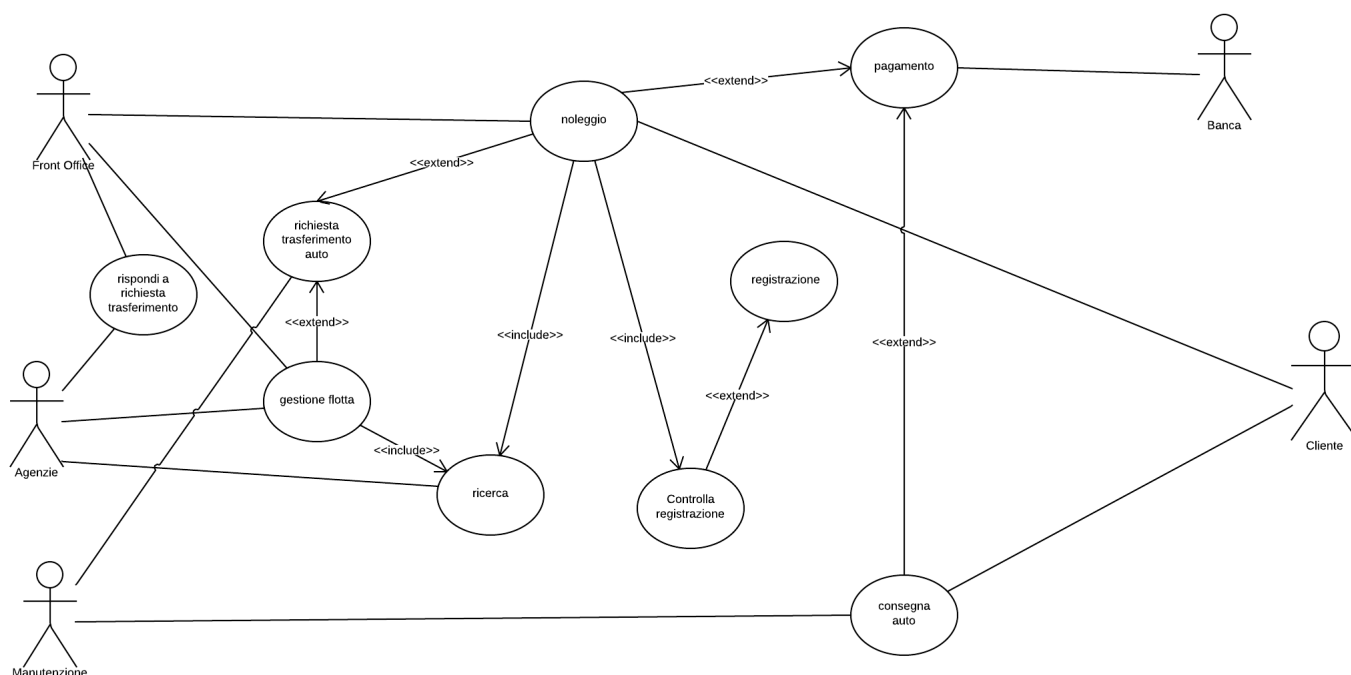 pagamento
<<extend>>
Banca
noleggio
Front Office
<<extend>>
richiesta
trasferimento
auto
rispondi a
richiesta
trasferimento
registrazione
<<extend>>
<<include>>
<<include>>
<<extend>>
gestione flotta
<<extend>>
<<include>>
Cliente
Agenzie
ricerca
Controlla
registrazione
consegna
auto
Manutenzione